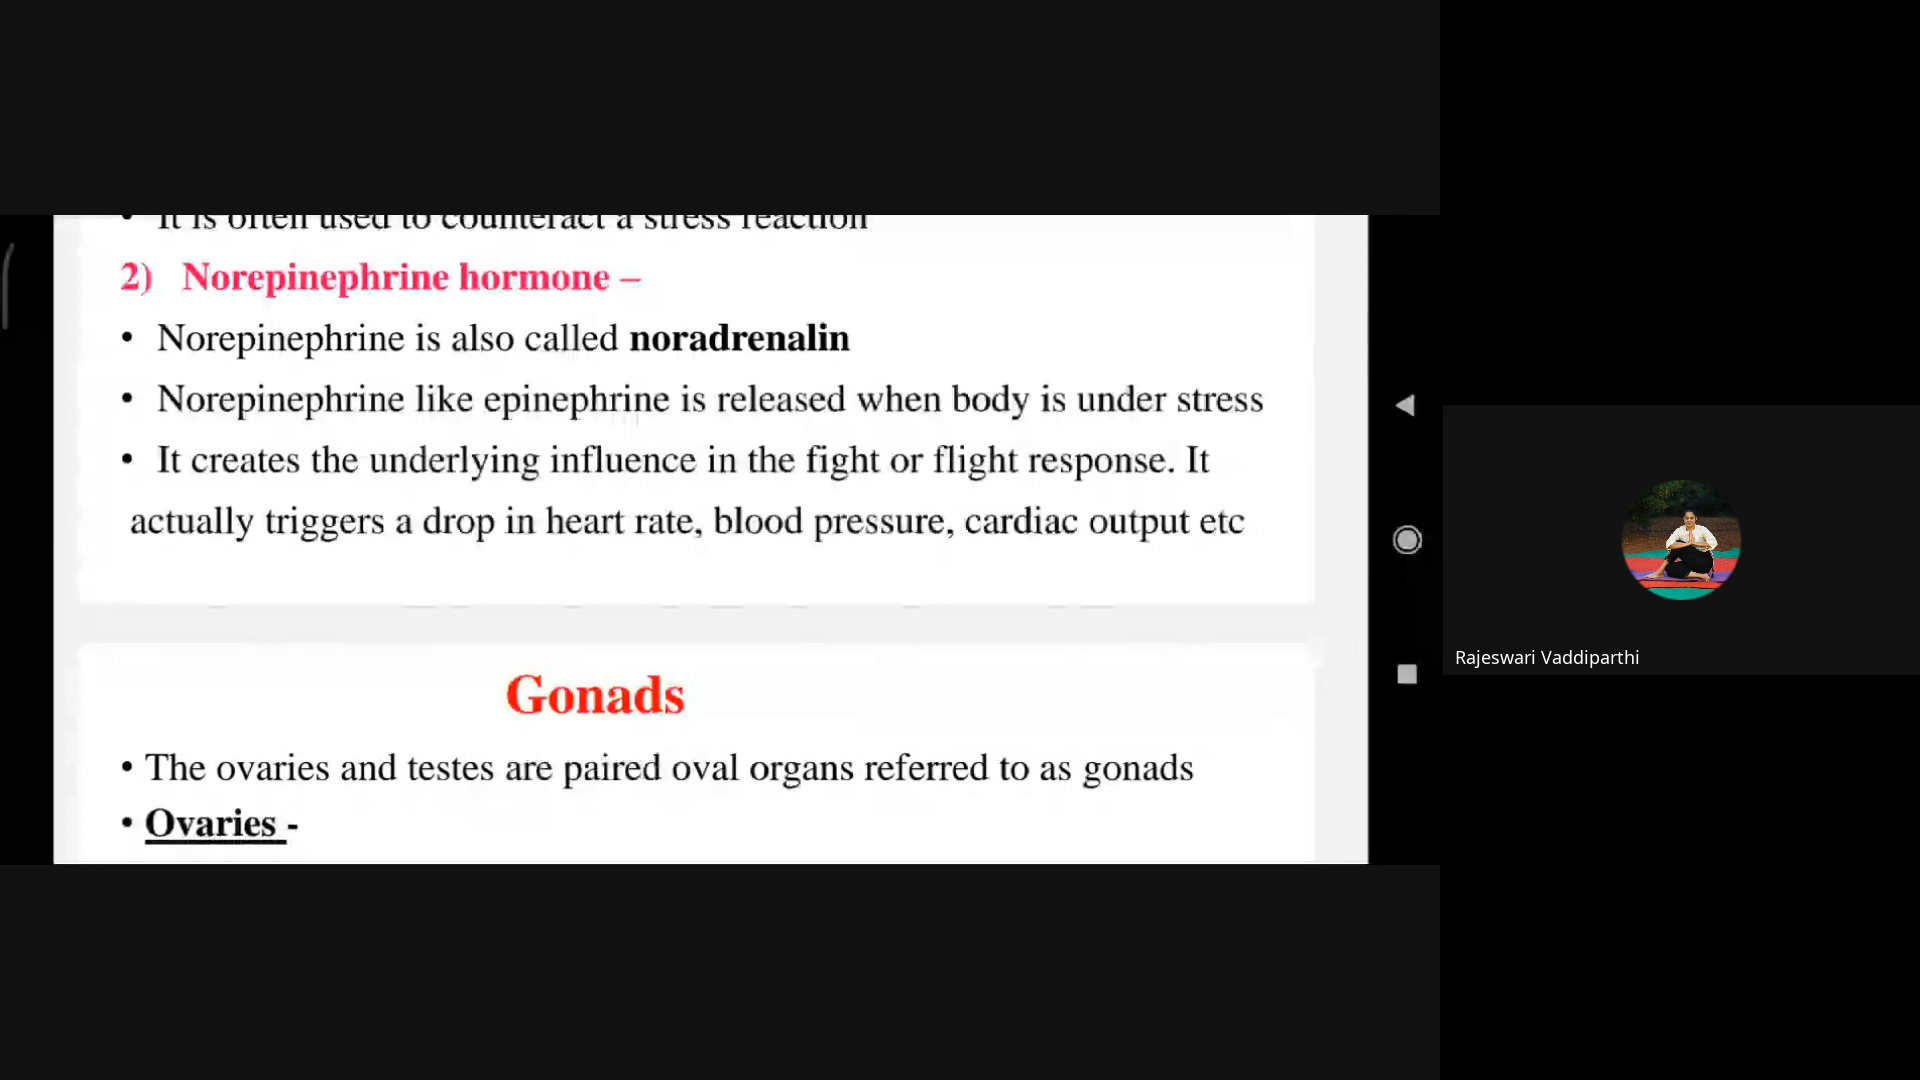 • It is often used to counteract a stress reaction
2) Norepinephrine hormone –
• Norepinephrine is also called noradrenalin
• Norepinephrine like epinephrine is released when body is under stress
• It creates the underlying influence in the fight or flight response. It
actually triggers a drop in heart rate, blood pressure, cardiac output etc
Gonads
• The ovaries and testes are paired oval organs referred to as gonads
• Ovaries -
Rajeswari Vaddiparthi